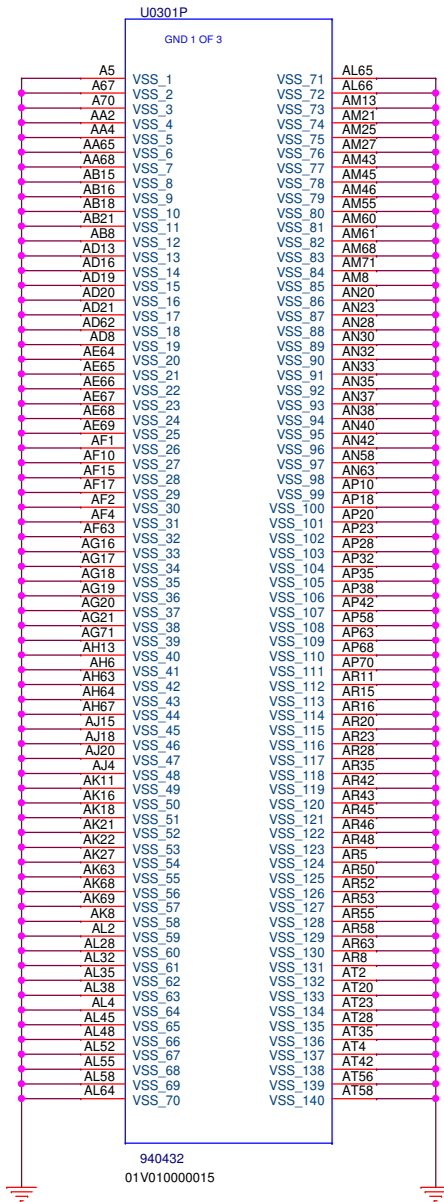 U0301P
GND 1 OF 3
A5 VSS_1 VSS_71 AL65
A67 VSS_2 VSS_72 AL66
A70 VSS_3 VSS_73 AM13
AA2 VSS_4 VSS_74 AM21
AA4 VSS_5 VSS_75 AM25
AA65 VSS_6 VSS_76 AM27
AA68 VSS_7 VSS_77 AM43
AB15 VSS_8 VSS_78 AM45
AB16 VSS_9 VSS_79 AM46
AB18 VSS_10 VSS_80 AM55
AB21 VSS_11 VSS_81 AM60
AB8 VSS_12 VSS_82 AM61
AD13 VSS_13 VSS_83 AM68
AD16 VSS_14 VSS_84 AM71
AD19 VSS_15 VSS_85 AM8
AD20 VSS_16 VSS_86 AN20
AD21 VSS_17 VSS_87 AN23
AD62 VSS_18 VSS_88 AN28
AD8 VSS_19 VSS_89 AN30
AE64 VSS_20 VSS_90 AN32
AE65 VSS_21 VSS_91 AN33
AE66 VSS_22 VSS_92 AN35
AE67 VSS_23 VSS_93 AN37
AE68 VSS_24 VSS_94 AN38
AE69 VSS_25 VSS_95 AN40
AF1 VSS_26 VSS_96 AN42
AF10 VSS_27 VSS_97 AN58
AF15 VSS_28 VSS_98 AN63
AF17 VSS_29 VSS_99 AP10
AF2 VSS_30 VSS_100 AP18
AF4 VSS_31 VSS_101 AP20
AF63 VSS_32 VSS_102 AP23
AG16 VSS_33 VSS_103 AP28
AG17 VSS_34 VSS_104 AP32
AG18 VSS_35 VSS_105 AP35
AG19 VSS_36 VSS_106 AP38
AG20 VSS_37 VSS_107 AP42
AG21 VSS_38 VSS_108 AP58
AG71 VSS_39 VSS_109 AP63
AH13 VSS_40 VSS_110 AP68
AH6 VSS_41 VSS_111 AP70
AH63 VSS_42 VSS_112 AR11
AH64 VSS_43 VSS_113 AR15
AH67 VSS_44 VSS_114 AR16
AJ15 VSS_45 VSS_115 AR20
AJ18 VSS_46 VSS_116 AR23
AJ20 VSS_47 VSS_117 AR28
AJ4 VSS_48 VSS_118 AR35
AK11 VSS_49 VSS_119 AR42
AK16 VSS_50 VSS_120 AR43
AK18 VSS_51 VSS_121 AR45
AK21 VSS_52 VSS_122 AR46
AK22 VSS_53 VSS_123 AR48
AK27 VSS_54 VSS_124 AR5
AK63 VSS_55 VSS_125 AR50
AK68 VSS_56 VSS_126 AR52
AK69 VSS_57 VSS_127 AR53
AK8 VSS_58 VSS_128 AR55
AL2 VSS_59 VSS_129 AR58
AL28 VSS_60 VSS_130 AR63
AL32 VSS_61 VSS_131 AR8
AL35 VSS_62 VSS_132 AT2
AL38 VSS_63 VSS_133 AT20
AL4 VSS_64 VSS_134 AT23
AL45 VSS_65 VSS_135 AT28
AL48 VSS_66 VSS_136 AT35
AL52 VSS_67 VSS_137 AT4
AL55 VSS_68 VSS_138 AT42
AL58 VSS_69 VSS_139 AT56
AL64 VSS_70 VSS_140 AT58
940432
01V010000015